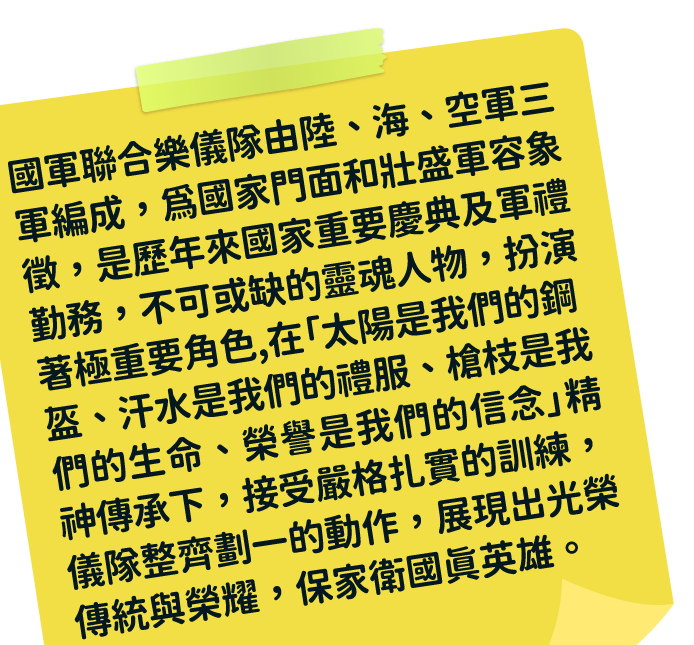 國軍聯合樂儀隊由陸、海、空軍三
軍編成，爲國家門面和壯盛軍容象
徵，是歷年來國家重要慶典及軍禮
勤務，不可或缺的靈魂人物，扮演
著極重要角色,在「太陽是我們的鋼
盔、汗水是我們的禮服、槍枝是我
們的生命、榮譽是我們的信念」精
神傳承下，接受嚴格扎實的訓練，
儀隊整齊劃一的動作，展現出光榮
傳統與榮耀，保家衛國眞英雄。